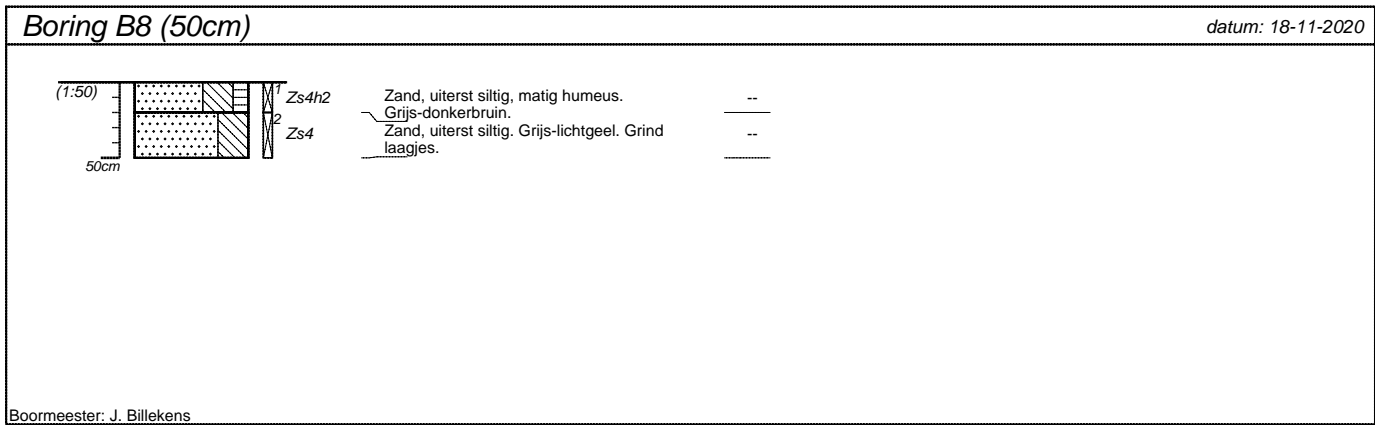 Boring B8 (50cm)
datum: 18-11-2020
(1:50)
1
Zs4h2
Zand, uiterst siltig, matig humeus.
Grijs-donkerbruin.
--
2
Zs4
Zand, uiterst siltig. Grijs-lichtgeel. Grind
laagjes.
--
50cm
Boormeester: J. Billekens